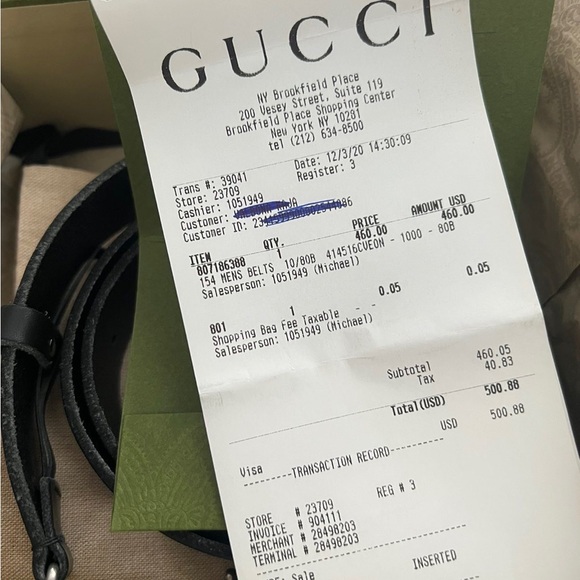 GUCCI
NY Brookfield Place
200 Vesey Street, Suite 119
Brookfield Place Shopping Center
New York NY 10281
tel (212) 634-8500
Trans #: 39041 Date: 12/3/20 14:30:09
Store: 23709 Register: 3
Cashier: 1051949
Customer:
Customer ID:
ITEM QTY. PRICE AMOUNT USD
807186388 1 460.00 460.00
154 MENS BELTS 10/80B 414516CVEON - 1000 - 80B
Salesperson: 1051949 (Michael)
801 1 0.05 0.05
Shopping Bag Fee Taxable - -
Salesperson: 1051949 (Michael)
Subtotal 460.05
Tax 40.83
Total(USD) 500.88
Visa USD 500.88
---------TRANSACTION RECORD---------
STORE # 23709 REG # 3
INVOICE # 904111
MERCHANT # 28498203
TERMINAL # 28498203
Sale INSERTED